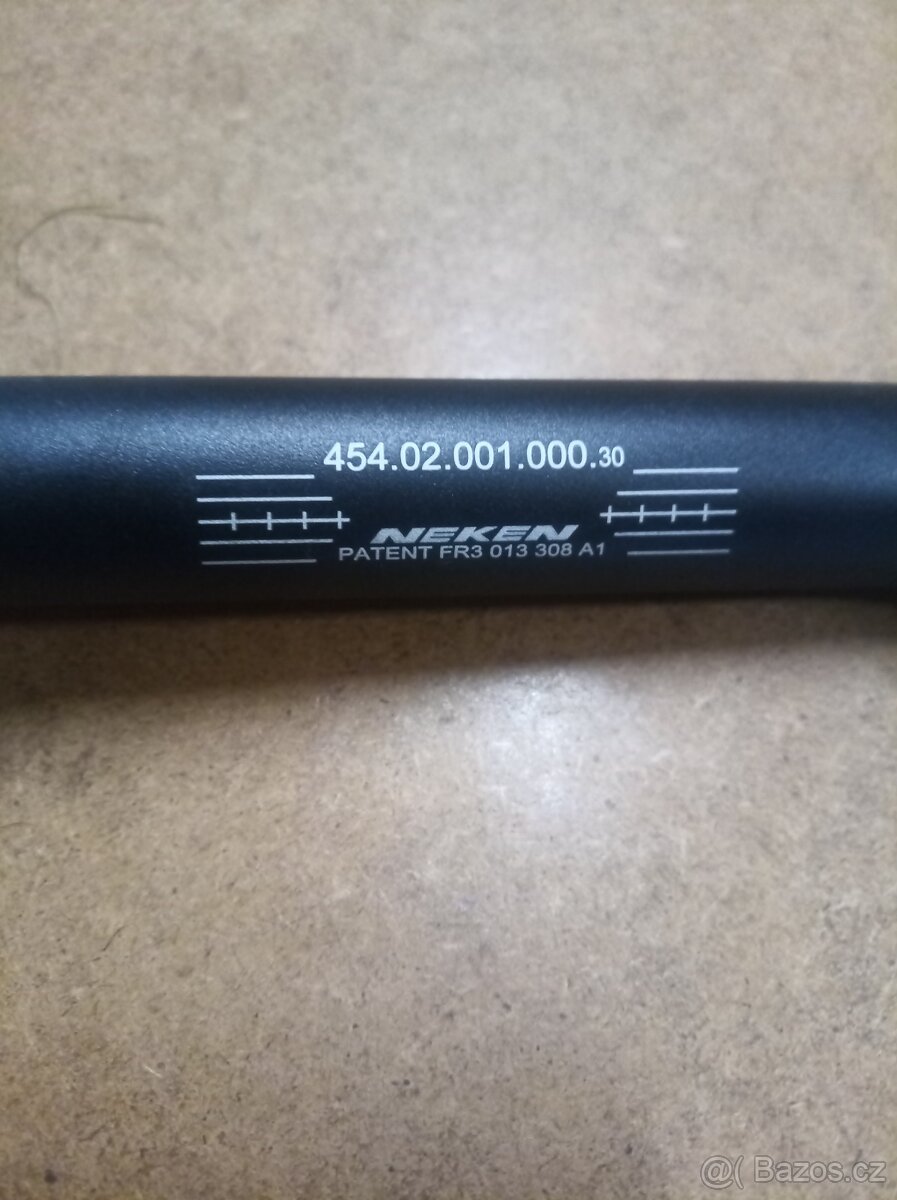 454.02.001.000.30
NEKEN
PATENT FR3 013 308 A1
@( Bazos.cz